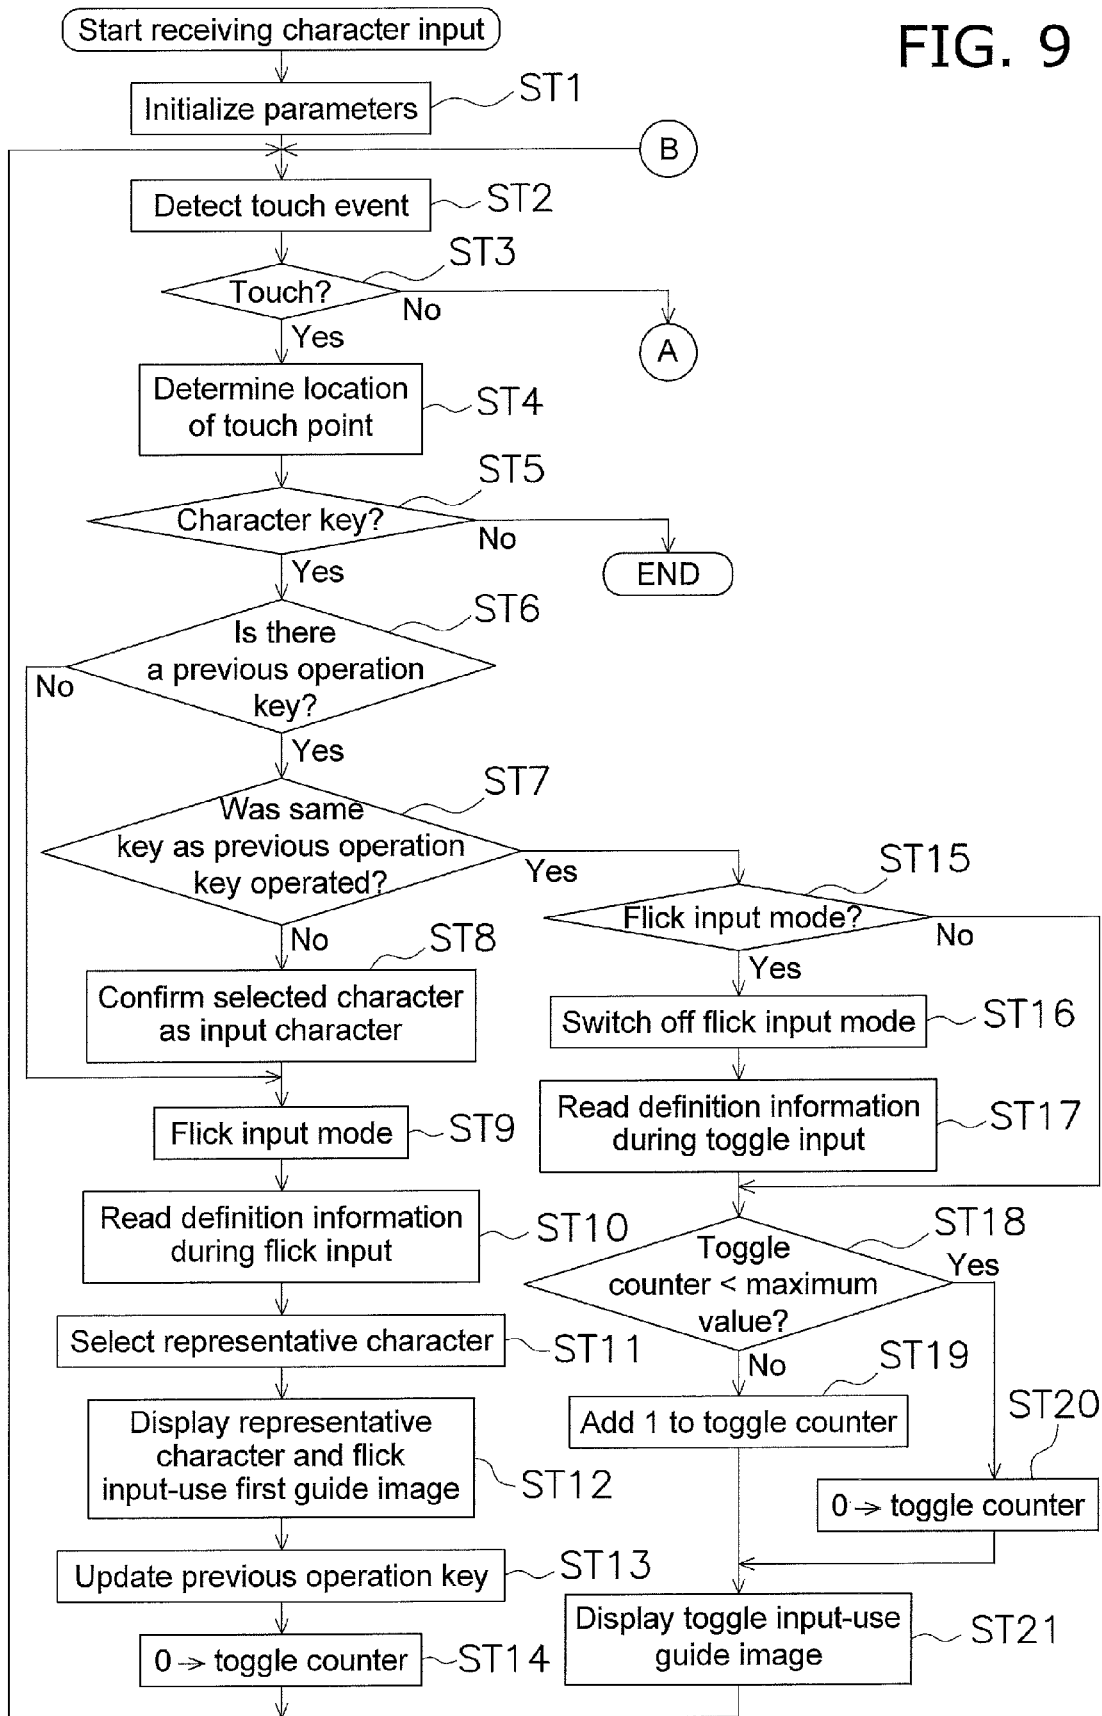 FIG. 9
Start receiving character input
Initialize parameters
ST1
B
Detect touch event
ST2
Touch?
ST3
No
Yes
A
Determine location
of touch point
ST4
Character key?
ST5
No
Yes
END
Is there
a previous operation
key?
ST6
No
Yes
Was same
key as previous operation
key operated?
ST7
Yes
No
Confirm selected character
as input character
ST8
Flick input mode
ST9
Read definition information
during flick input
ST10
Select representative character
ST11
Display representative
character and flick
input-use first guide image
ST12
Update previous operation key
ST13
0 → toggle counter
ST14
Flick input mode?
ST15
No
Yes
Switch off flick input mode
ST16
Read definition information
during toggle input
ST17
Toggle
counter < maximum
value?
ST18
Yes
No
Add 1 to toggle counter
ST19
0 → toggle counter
ST20
Display toggle input-use
guide image
ST21